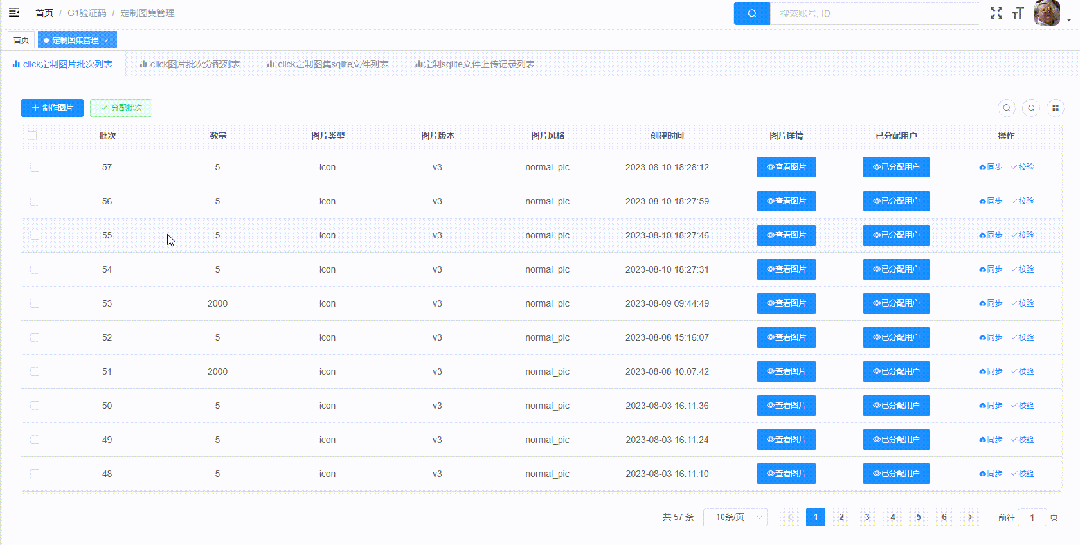 首页 / G1验证码 / 定制图集管理
搜索账号, ID
首页 定制图集管理 ×
click定制图片批次列表 click图片批次分配列表 click定制图集sqlite文件列表 定制sqlite文件上传记录列表
制作图片 分配批次
批次 数量 图片类型 图片版本 图片风格 创建时间 图片详情 已分配用户 操作
57 5 icon v3 normal_pic 2023-08-10 18:28:12 查看图片 已分配用户 同步 校验
56 5 icon v3 normal_pic 2023-08-10 18:27:59 查看图片 已分配用户 同步 校验
55 5 icon v3 normal_pic 2023-08-10 18:27:46 查看图片 已分配用户 同步 校验
54 5 icon v3 normal_pic 2023-08-10 18:27:31 查看图片 已分配用户 同步 校验
53 2000 icon v3 normal_pic 2023-08-09 09:44:49 查看图片 已分配用户 同步 校验
52 5 icon v3 normal_pic 2023-08-08 15:16:07 查看图片 已分配用户 同步 校验
51 2000 icon v3 normal_pic 2023-08-08 10:07:42 查看图片 已分配用户 同步 校验
50 5 icon v3 normal_pic 2023-08-03 16:11:36 查看图片 已分配用户 同步 校验
49 5 icon v3 normal_pic 2023-08-03 16:11:24 查看图片 已分配用户 同步 校验
48 5 icon v3 normal_pic 2023-08-03 16:11:10 查看图片 已分配用户 同步 校验
共 57 条 10条/页 1 2 3 4 5 6 前往 1 页